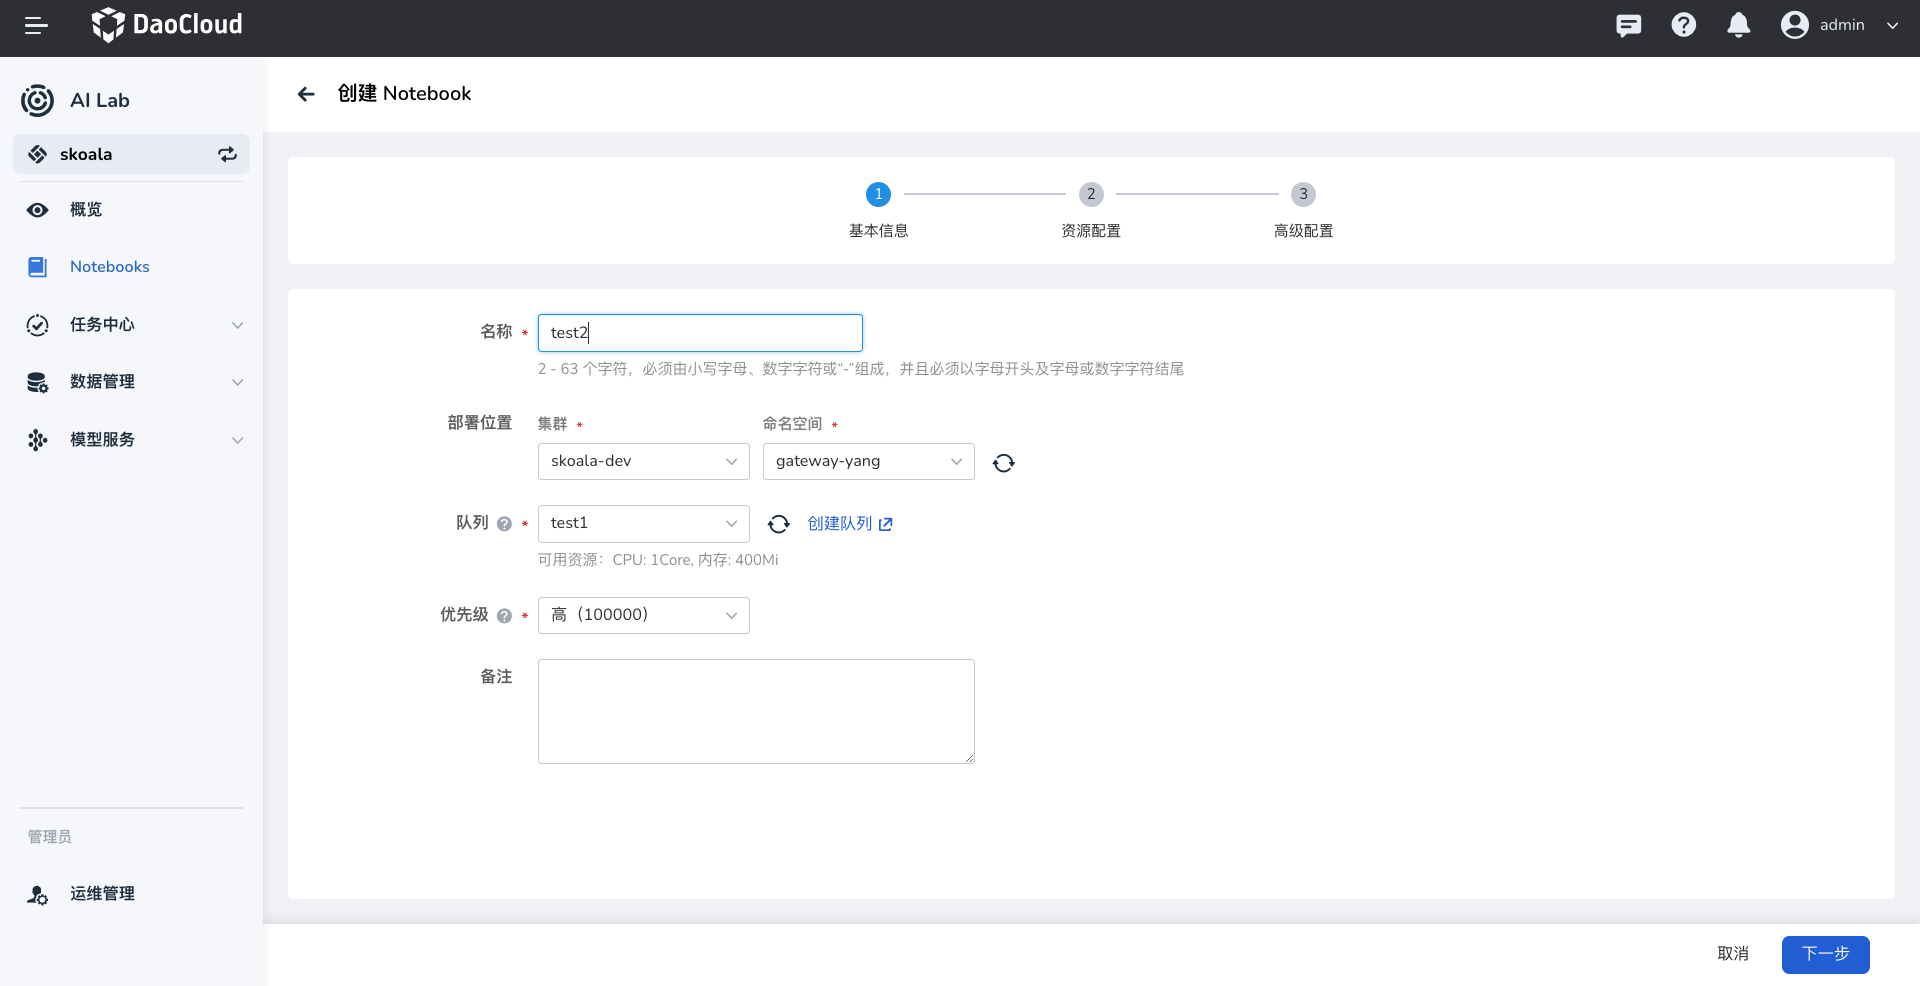 DaoCloud
admin
AI Lab
skoala
概览
Notebooks
任务中心
数据管理
模型服务
管理员
运维管理
创建 Notebook
1
2
3
基本信息
资源配置
高级配置
名称 *
test2
2 - 63 个字符，必须由小写字母、数字字符或“-”组成，并且必须以字母开头及字母或数字字符结尾
部署位置
集群 *
命名空间 *
skoala-dev
gateway-yang
队列 ? *
test1
创建队列
可用资源：CPU: 1Core, 内存: 400Mi
优先级 ? *
高（100000）
备注
取消
下一步